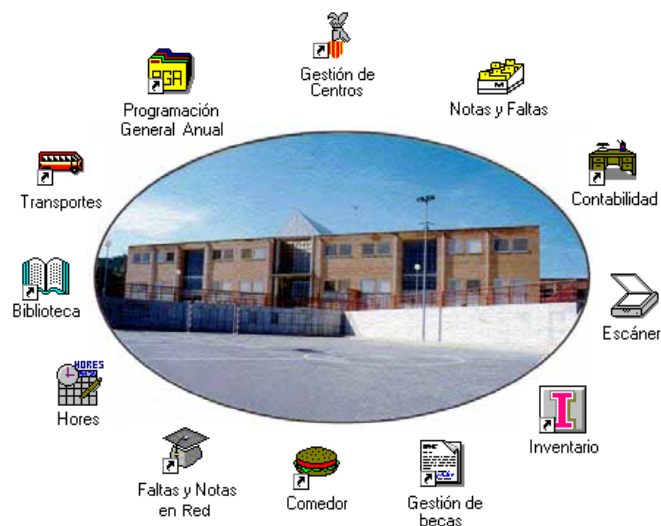 Gestión de
Centros
Programación
General Anual
Notas y Faltas
Transportes
Contabilidad
Biblioteca
Escáner
HORES
Hores
Inventario
Faltas y Notas
en Red
Comedor
Gestión de
becas
PGA